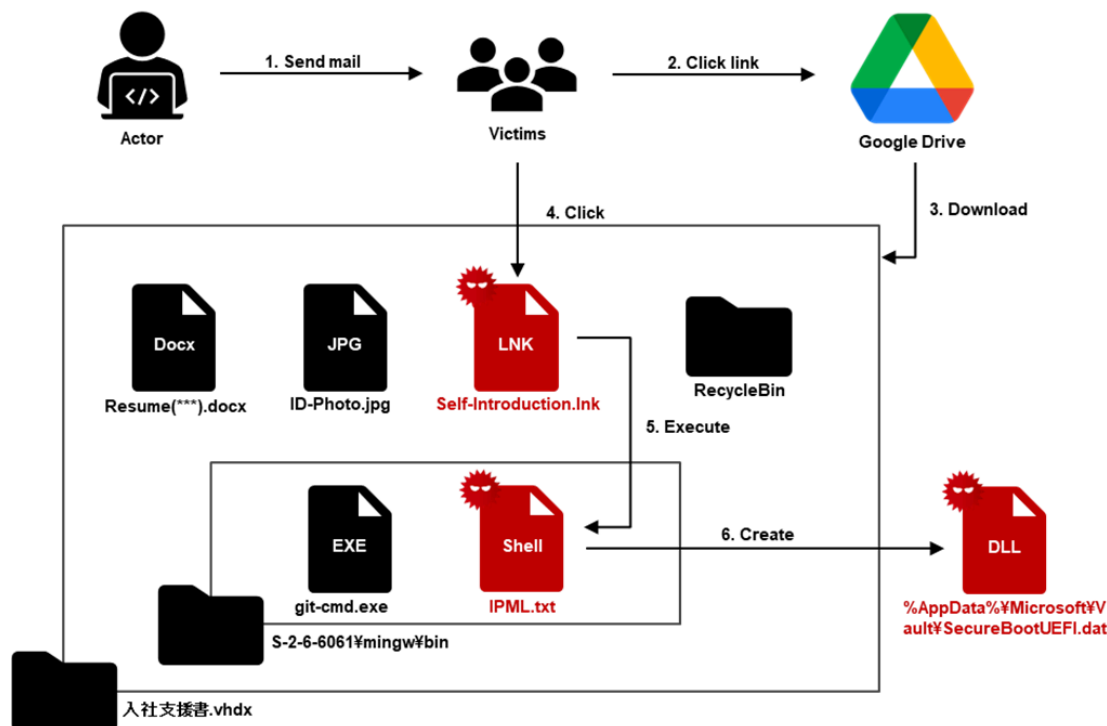 1. Send mail
2. Click link
</>
Actor
Victims
Google Drive
4. Click
3. Download
Docx
JPG
LNK
Resume(***).docx
ID-Photo.jpg
Self-Introduction.lnk
RecycleBin
5. Execute
EXE
Shell
6. Create
DLL
git-cmd.exe
IPML.txt
%AppData%¥Microsoft¥V
ault¥SecureBootUEFI.dat
S-2-6-6061¥mingw¥bin
入社支援書.vhdx